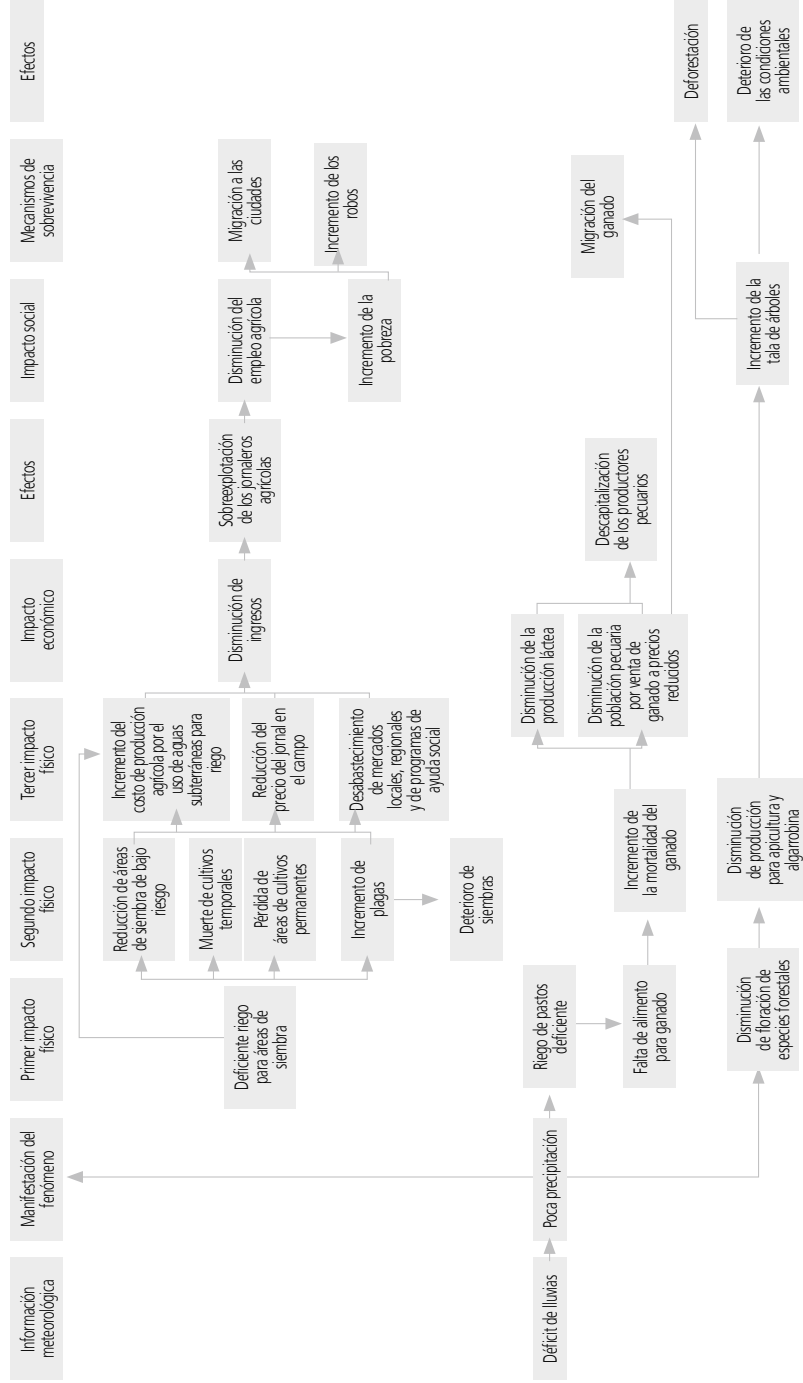 Información
meteorológica
Manifestación del
fenómeno
Primer impacto
físico
Segundo impacto
físico
Tercer impacto
físico
Impacto
económico
Efectos
Impacto social
Mecanismos de
sobrevivencia
Efectos
Deficiente riego
para áreas de
siembra
Reducción de áreas
de siembra de bajo
riesgo
Muerte de cultivos
temporales
Pérdida de
áreas de cultivos
permanentes
Incremento de
plagas
Deterioro de
siembras
Incremento del
costo de producción
agrícola por el
uso de aguas
subterráneas para
riego
Reducción del
precio del jornal en
el campo
Desabastecimiento
de mercados
locales, regionales
y de programas de
ayuda social
Disminución de
ingresos
Sobreexplotación
de los jornaleros
agrícolas
Disminución del
empleo agrícola
Incremento de la
pobreza
Migración a las
ciudades
Incremento de los
robos
Déficit de lluvias
Poca precipitación
Riego de pastos
deficiente
Falta de alimento
para ganado
Incremento de
la mortalidad del
ganado
Disminución de la
producción láctea
Disminución de la
población pecuaria
por venta de
ganado a precios
reducidos
Descapitalización
de los productores
pecuarios
Migración del
ganado
Disminución
de floración de
especies forestales
Disminución
de producción
para apicultura y
algarrobina
Incremento de la
tala de árboles
Deforestación
Deterioro de
las condiciones
ambientales